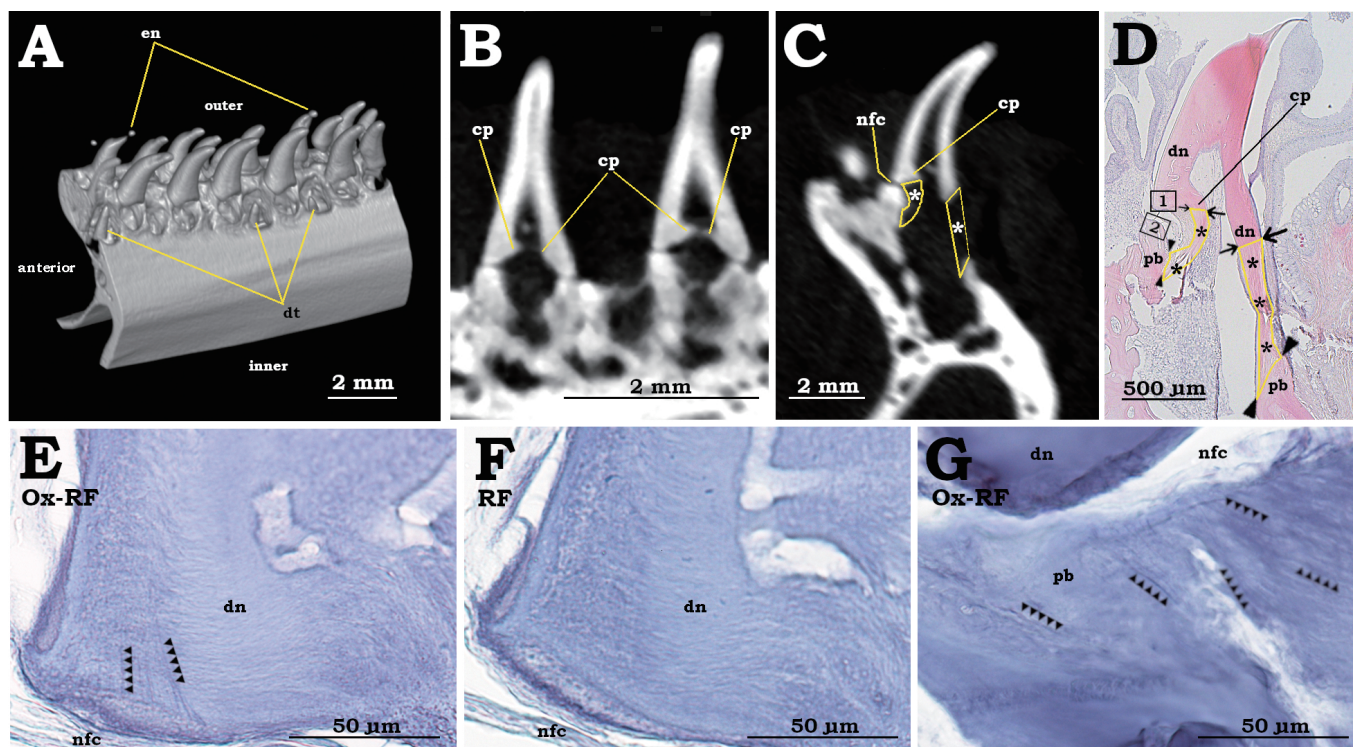 A
en
outer
anterior
dt
inner
2 mm
B
cp
cp
cp
2 mm
C
nfc
cp
*
*
2 mm
D
cp
dn
1
2
dn
pb
*
*
*
*
*
pb
500 µm
E
Ox-RF
dn
nfc
50 µm
F
RF
dn
nfc
50 µm
G
Ox-RF
dn
nfc
pb
50 µm